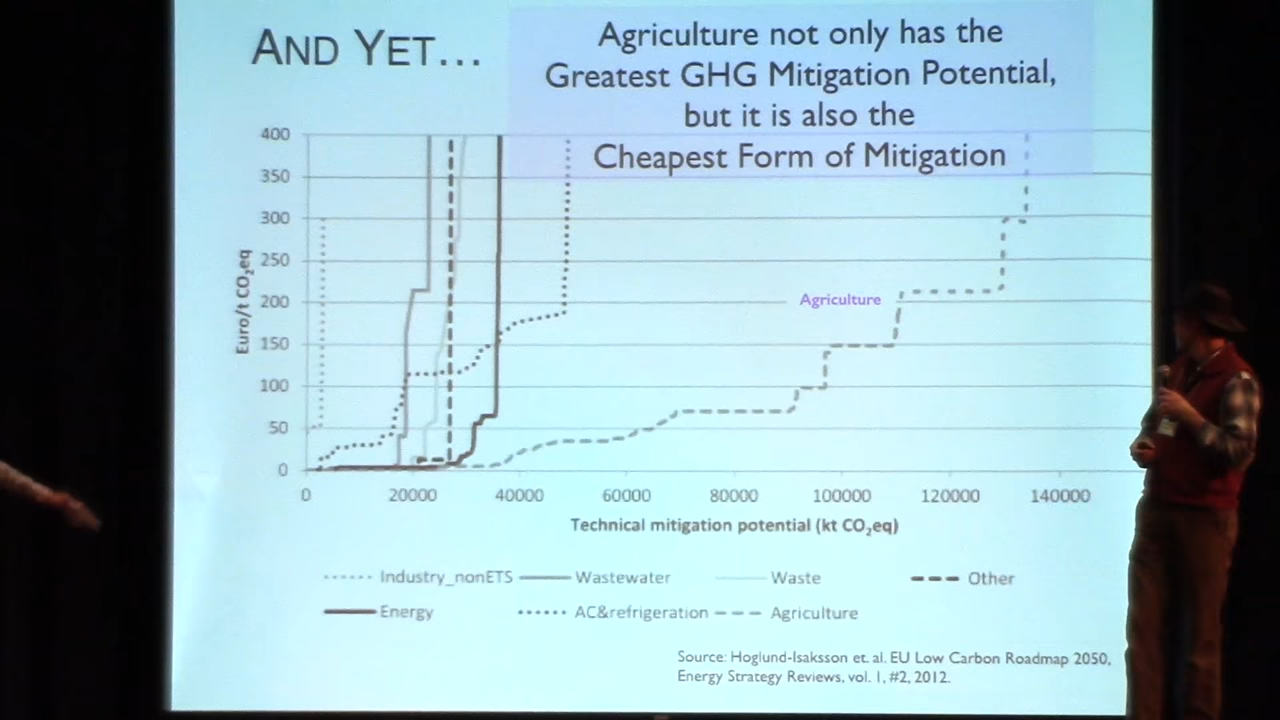 AND YET...
Agriculture not only has the
Greatest GHG Mitigation Potential,
but it is also the
Cheapest Form of Mitigation
400
350
300
250
200
150
100
50
0
Euro/t CO₂eq
Agriculture
0 20000 40000 60000 80000 100000 120000 140000
Technical mitigation potential (kt CO₂eq)
Industry_nonETS Wastewater Waste Other
Energy AC&refrigeration Agriculture
Source: Hoglund-Isaksson et. al. EU Low Carbon Roadmap 2050,
Energy Strategy Reviews, vol. 1, #2, 2012.